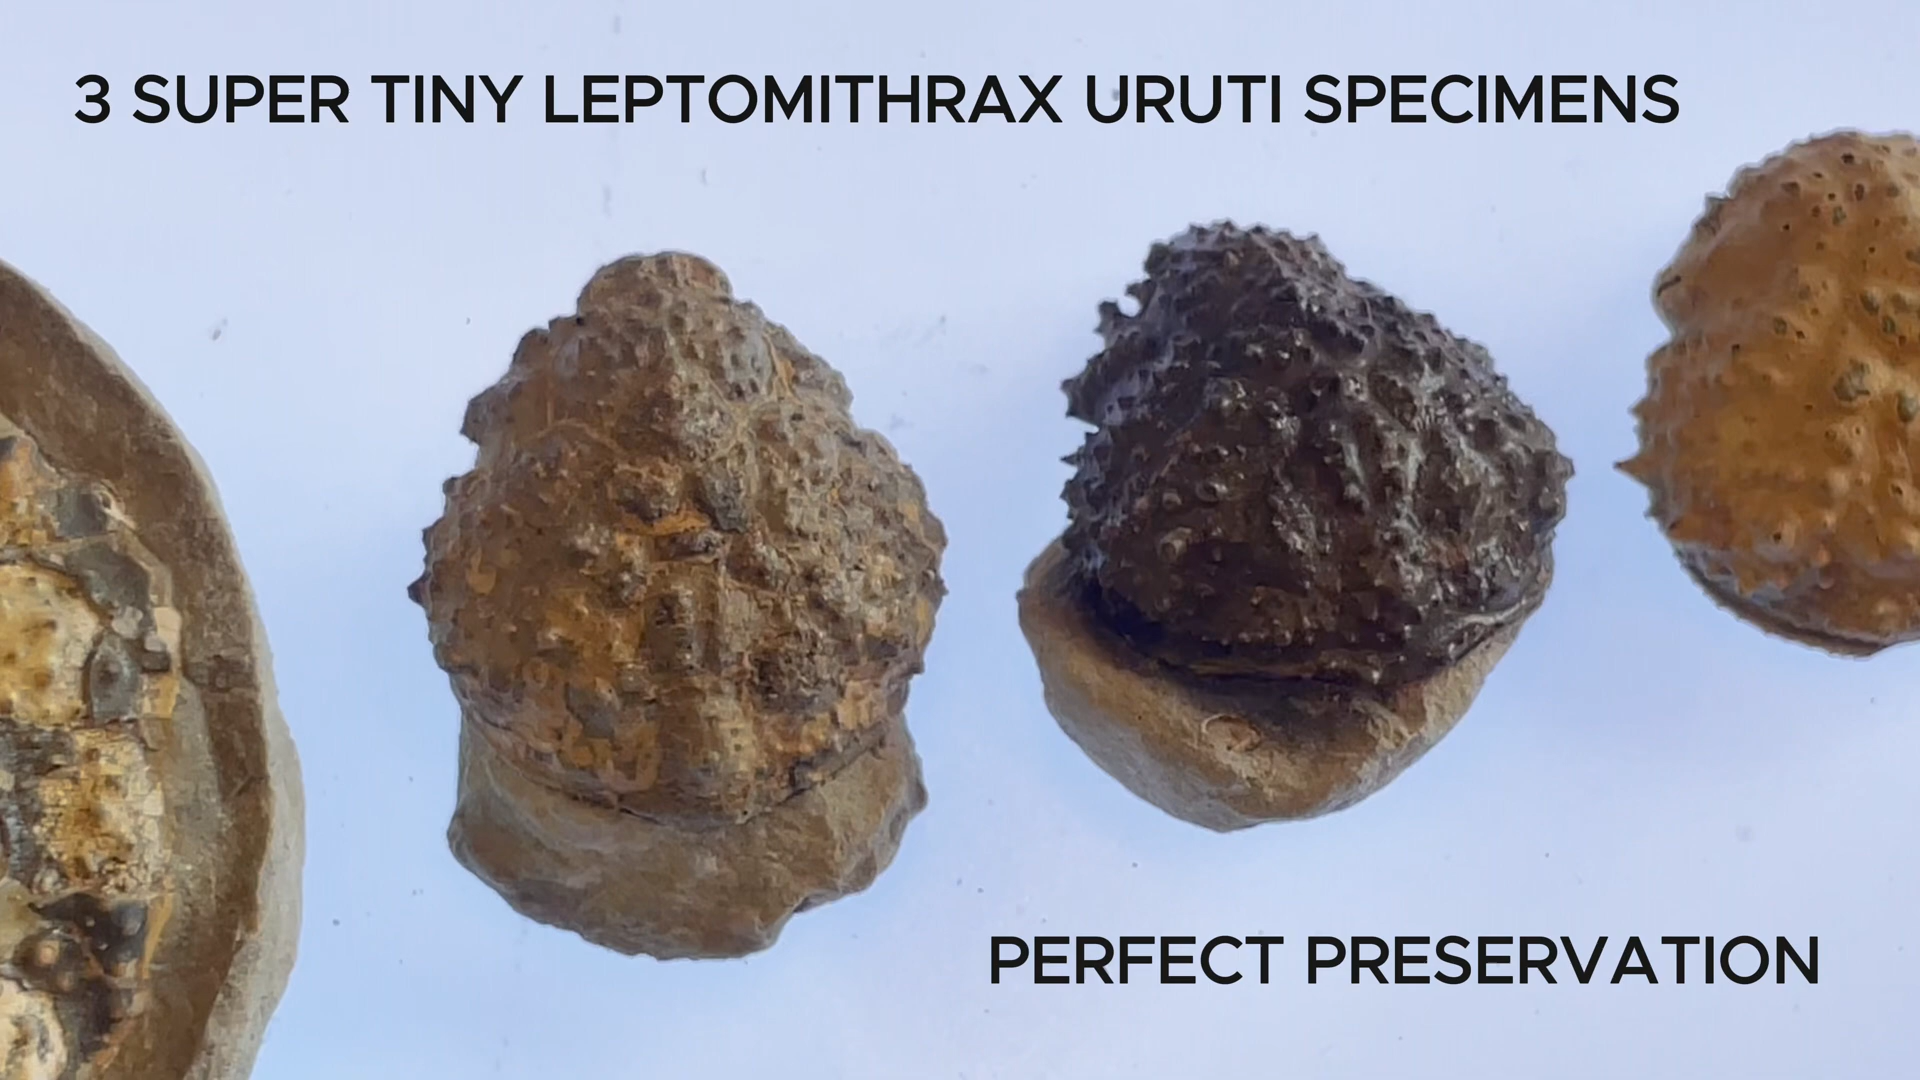 3 SUPER TINY LEPTOMITHRAX URUTI SPECIMENS
PERFECT PRESERVATION